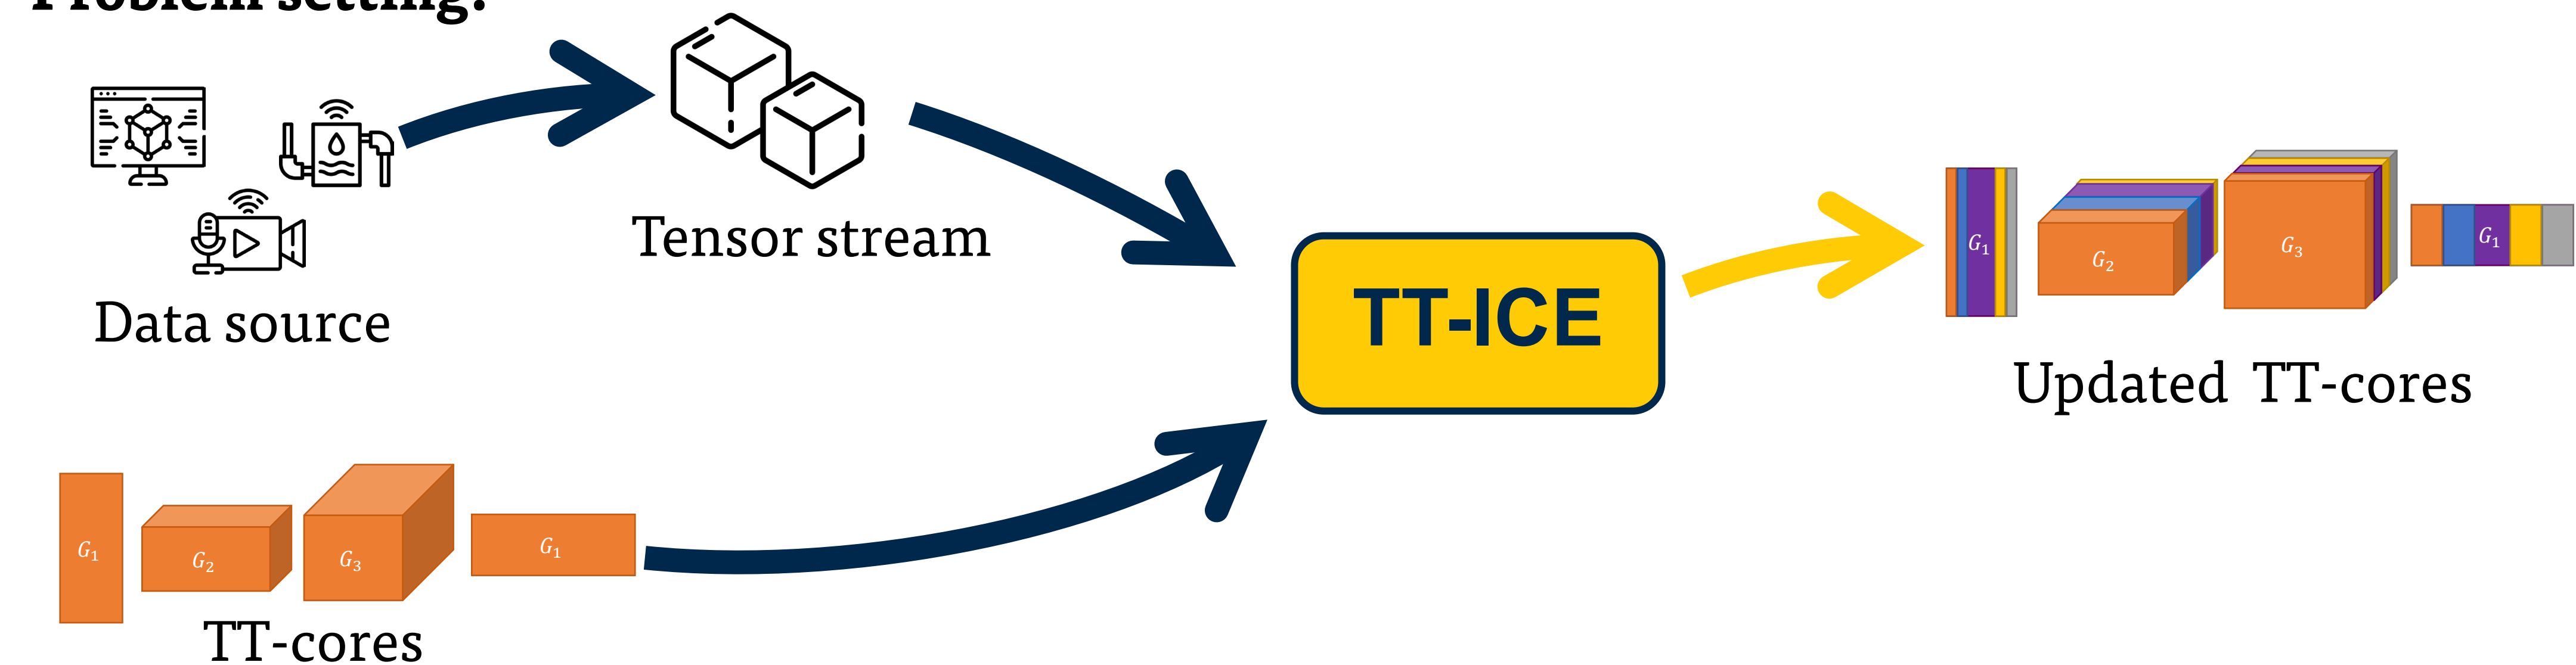 Problem setting:
Tensor stream
Data source
TT-ICE
G₁
G₂
G₃
G₁
Updated TT-cores
G₁
G₂
G₃
G₁
TT-cores